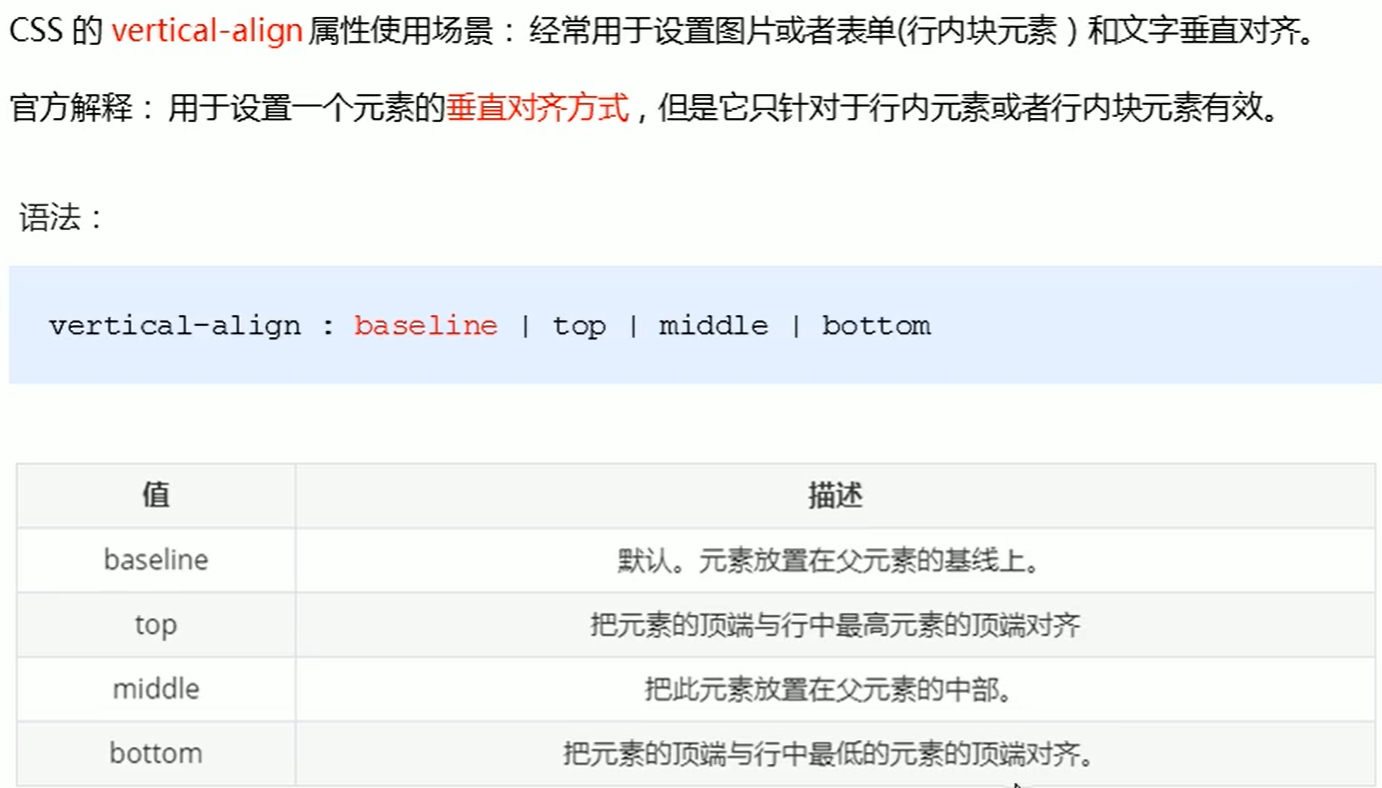 CSS 的 vertical-align 属性使用场景： 经常用于设置图片或者表单(行内块元素）和文字垂直对齐。
官方解释： 用于设置一个元素的垂直对齐方式，但是它只针对于行内元素或者行内块元素有效。
语法：
vertical-align : baseline | top | middle | bottom
值 描述
baseline 默认。元素放置在父元素的基线上。
top 把元素的顶端与行中最高元素的顶端对齐
middle 把此元素放置在父元素的中部。
bottom 把元素的顶端与行中最低的元素的顶端对齐。